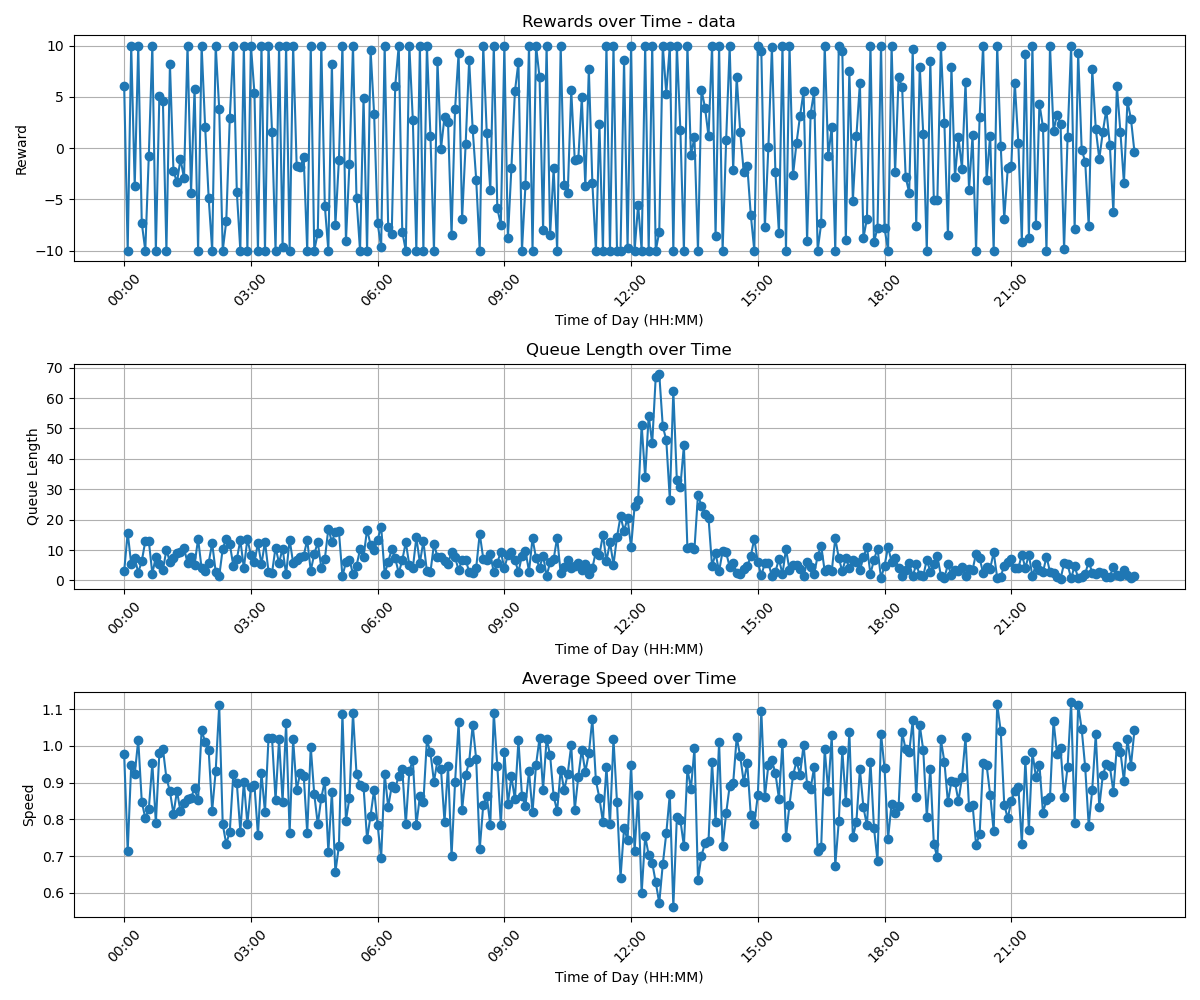 Rewards over Time - data
Reward
10
5
0
−5
−10
00:00 03:00 06:00 09:00 12:00 15:00 18:00 21:00
Time of Day (HH:MM)
Queue Length over Time
Queue Length
70
60
50
40
30
20
10
0
00:00 03:00 06:00 09:00 12:00 15:00 18:00 21:00
Time of Day (HH:MM)
Average Speed over Time
Speed
1.1
1.0
0.9
0.8
0.7
0.6
00:00 03:00 06:00 09:00 12:00 15:00 18:00 21:00
Time of Day (HH:MM)